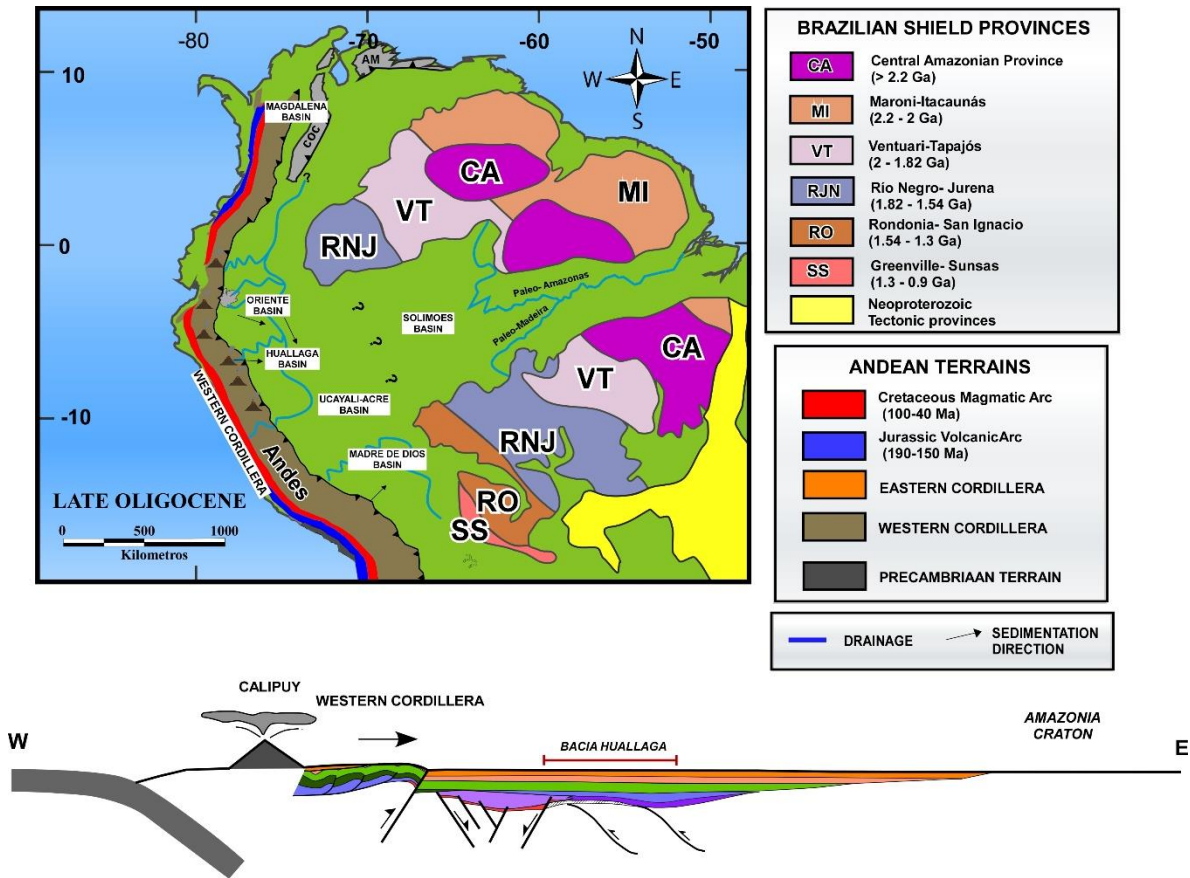 -80
-70
-60
-50
10
0
-10
N
W
E
S
AM
COC
?
MAGDALENA
BASIN
CA
MI
VT
RNJ
Paleo-Amazonas
Paleo-Madeira
ORIENTE
BASIN
SOLIMOES
BASIN
?
?
?
HUALLAGA
BASIN
UCAYALI-ACRE
BASIN
MADRE DE DIOS
BASIN
WESTERN CORDILLERA
Andes
CA
VT
RNJ
RO
SS
LATE OLIGOCENE
0 500 1000
Kilometros
BRAZILIAN SHIELD PROVINCES
CA
Central Amazonian Province
(> 2.2 Ga)
MI
Maroni-Itacaunás
(2.2 - 2 Ga)
VT
Ventuari-Tapajós
(2 - 1.82 Ga)
RJN
Rio Negro- Jurena
(1.82 - 1.54 Ga)
RO
Rondonia- San Ignacio
(1.54 - 1.3 Ga)
SS
Greenville- Sunsas
(1.3 - 0.9 Ga)
Neoproterozoic
Tectonic provinces
ANDEAN TERRAINS
Cretaceous Magmatic Arc
(100-40 Ma)
Jurassic VolcanicArc
(190-150 Ma)
EASTERN CORDILLERA
WESTERN CORDILLERA
PRECAMBRIAAN TERRAIN
DRAINAGE
SEDIMENTATION
DIRECTION
CALIPUY
WESTERN CORDILLERA
W
BACIA HUALLAGA
AMAZONIA
CRATON
E